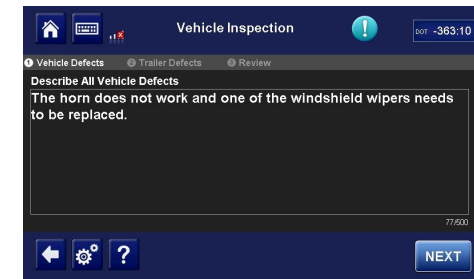 Vehicle Inspection
!
DOT -363:10
1 Vehicle Defects 2 Trailer Defects 3 Review
Describe All Vehicle Defects
The horn does not work and one of the windshield wipers needs
to be replaced.
77/500
?
NEXT